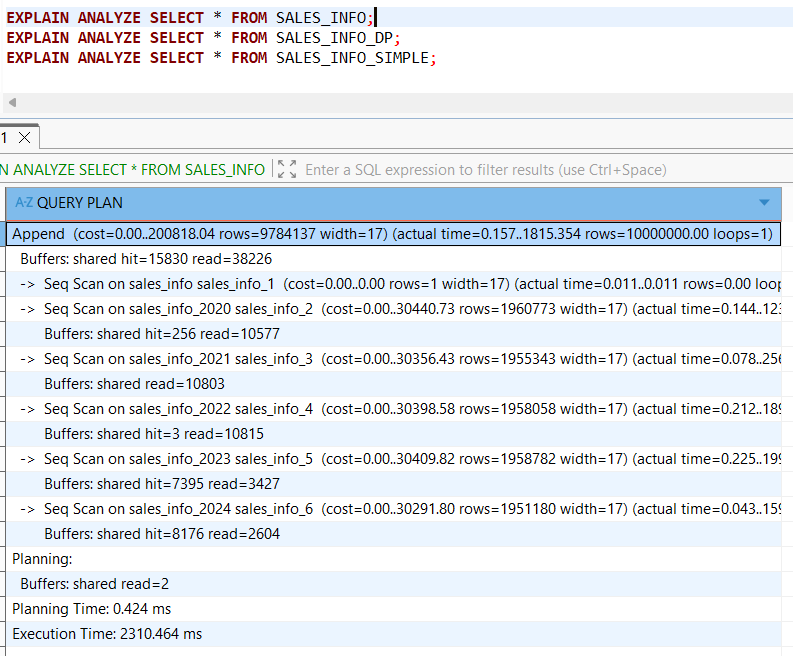 EXPLAIN ANALYZE SELECT * FROM SALES_INFO;
EXPLAIN ANALYZE SELECT * FROM SALES_INFO_DP;
EXPLAIN ANALYZE SELECT * FROM SALES_INFO_SIMPLE;
1
N ANALYZE SELECT * FROM SALES_INFO Enter a SQL expression to filter results (use Ctrl+Space)
A-Z QUERY PLAN
Append (cost=0.00..200818.04 rows=9784137 width=17) (actual time=0.157..1815.354 rows=10000000.00 loops=1)
Buffers: shared hit=15830 read=38226
-> Seq Scan on sales_info sales_info_1 (cost=0.00..0.00 rows=1 width=17) (actual time=0.011..0.011 rows=0.00 loop
-> Seq Scan on sales_info_2020 sales_info_2 (cost=0.00..30440.73 rows=1960773 width=17) (actual time=0.144..123
Buffers: shared hit=256 read=10577
-> Seq Scan on sales_info_2021 sales_info_3 (cost=0.00..30356.43 rows=1955343 width=17) (actual time=0.078..256
Buffers: shared read=10803
-> Seq Scan on sales_info_2022 sales_info_4 (cost=0.00..30398.58 rows=1958058 width=17) (actual time=0.212..189
Buffers: shared hit=3 read=10815
-> Seq Scan on sales_info_2023 sales_info_5 (cost=0.00..30409.82 rows=1958782 width=17) (actual time=0.225..199
Buffers: shared hit=7395 read=3427
-> Seq Scan on sales_info_2024 sales_info_6 (cost=0.00..30291.80 rows=1951180 width=17) (actual time=0.043..159
Buffers: shared hit=8176 read=2604
Planning:
Buffers: shared read=2
Planning Time: 0.424 ms
Execution Time: 2310.464 ms